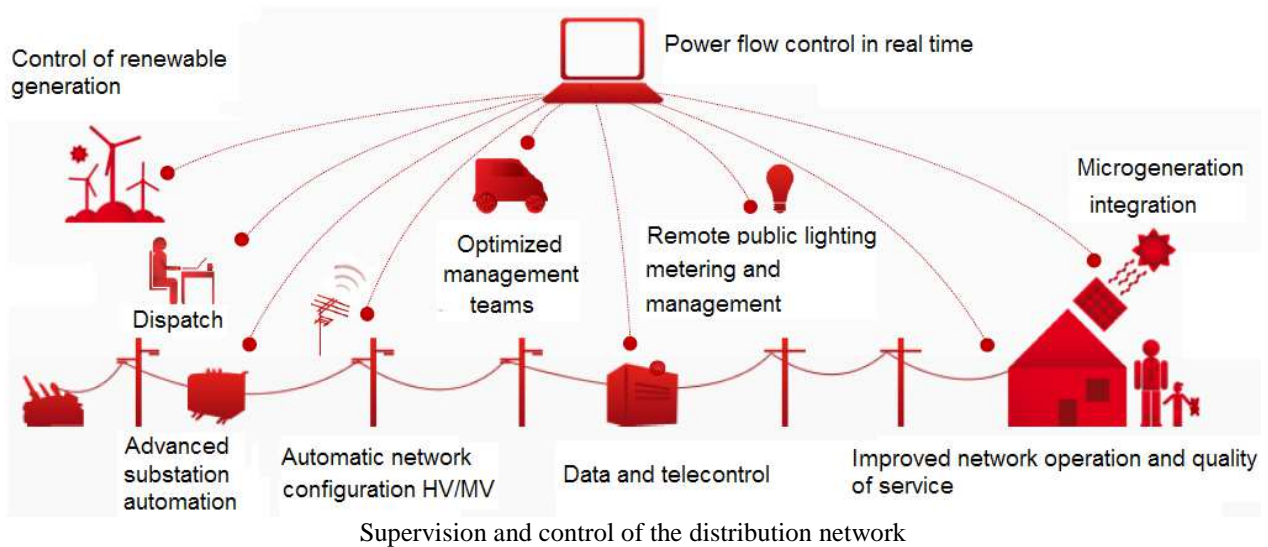 Control of renewable
generation
Power flow control in real time
Microgeneration
integration
Optimized
management
teams
Remote public lighting
metering and
management
Dispatch
Advanced
substation
automation
Automatic network
configuration HV/MV
Data and telecontrol
Improved network operation and quality
of service
Supervision and control of the distribution network